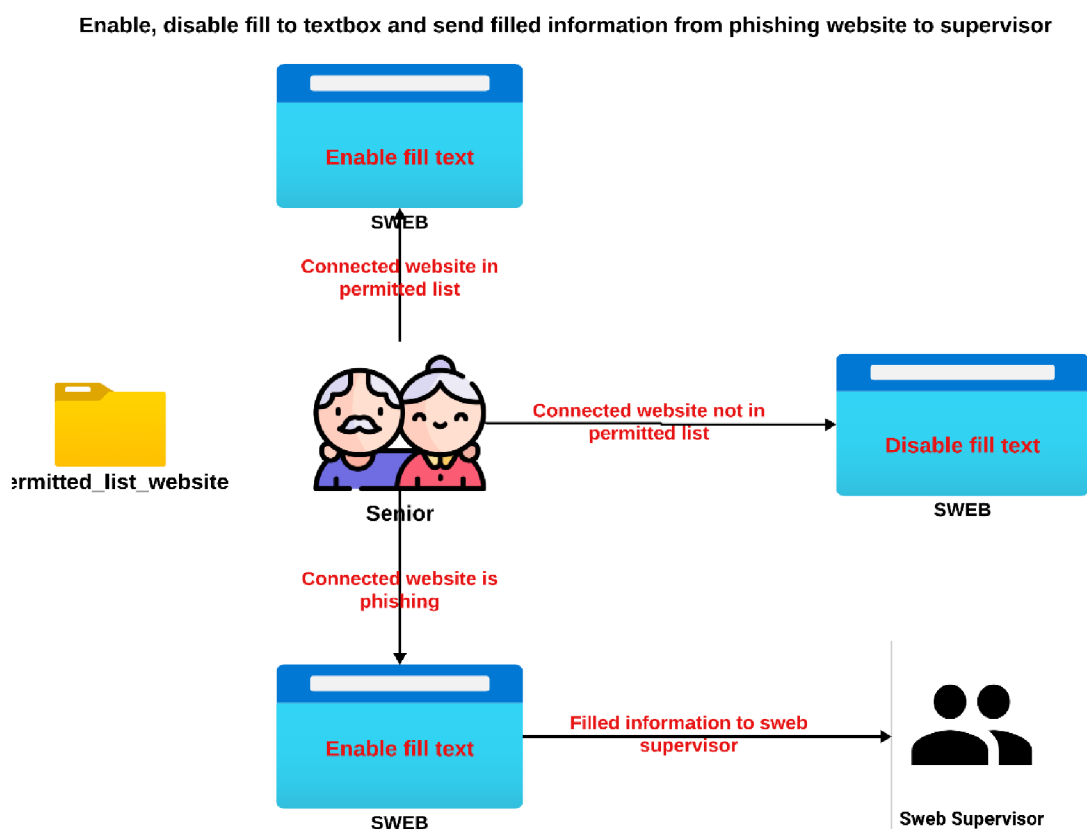 Enable, disable fill to textbox and send filled information from phishing website to supervisor
Enable fill text
SWEB
Connected website in
permitted list
Connected website not in
permitted list
Disable fill text
SWEB
ermitted_list_website
Senior
Connected website is
phishing
Enable fill text
SWEB
Filled information to sweb
supervisor
Sweb Supervisor